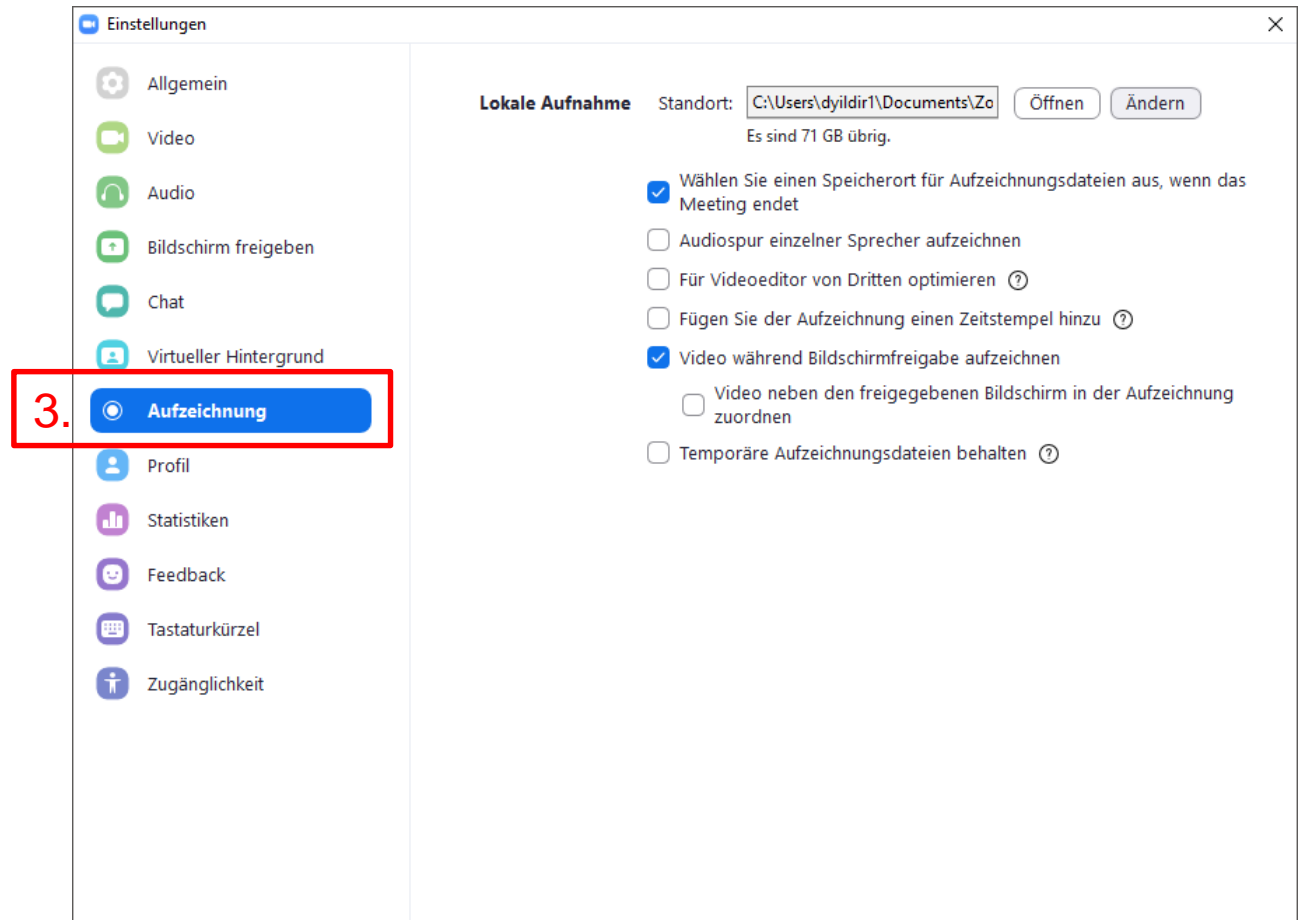 Einstellungen
Allgemein
Video
Audio
Bildschirm freigeben
Chat
Virtueller Hintergrund
3.
Aufzeichnung
Profil
Statistiken
Feedback
Tastaturkürzel
Zugänglichkeit
Lokale Aufnahme Standort: C:\Users\dyildir1\Documents\Zo Öffnen Ändern
Es sind 71 GB übrig.
Wählen Sie einen Speicherort für Aufzeichnungsdateien aus, wenn das
Meeting endet
Audiospur einzelner Sprecher aufzeichnen
Für Videoeditor von Dritten optimieren ?
Fügen Sie der Aufzeichnung einen Zeitstempel hinzu ?
Video während Bildschirmfreigabe aufzeichnen
Video neben den freigegebenen Bildschirm in der Aufzeichnung
zuordnen
Temporäre Aufzeichnungsdateien behalten ?